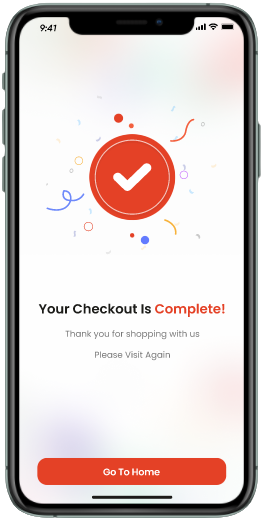 9:41
Your Checkout Is Complete!
Thank you for shopping with us
Please Visit Again
Go To Home